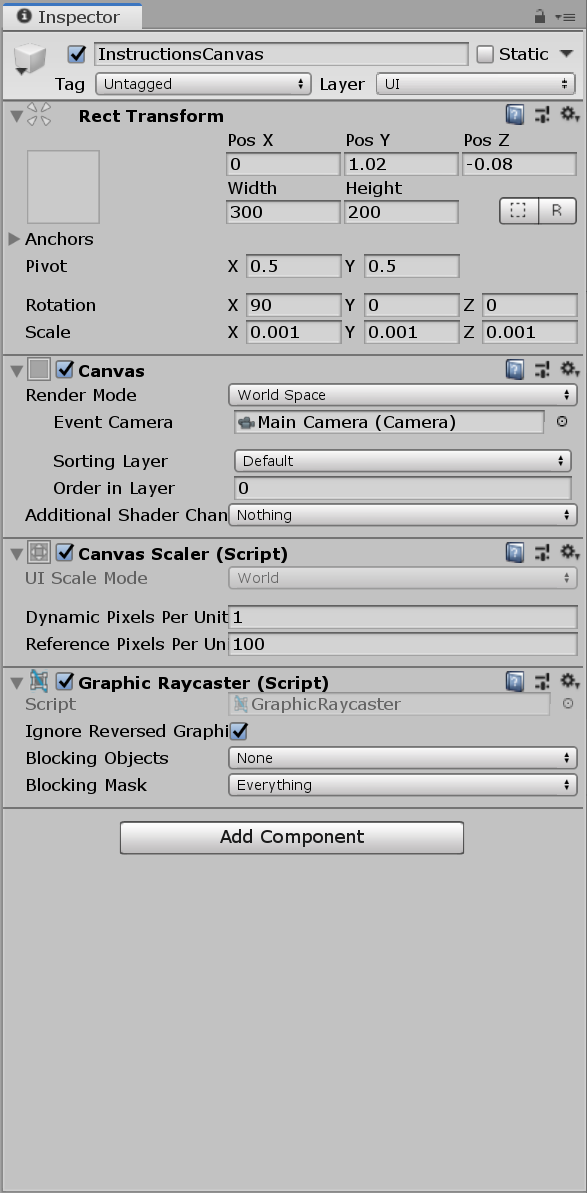 Inspector
InstructionsCanvas
Static
Tag Untagged Layer UI
Rect Transform
Pos X Pos Y Pos Z
0 1.02 -0.08
Width Height
300 200 R
Anchors
Pivot X 0.5 Y 0.5
Rotation X 90 Y 0 Z 0
Scale X 0.001 Y 0.001 Z 0.001
Canvas
Render Mode World Space
Event Camera Main Camera (Camera)
Sorting Layer Default
Order in Layer 0
Additional Shader Chan Nothing
Canvas Scaler (Script)
UI Scale Mode World
Dynamic Pixels Per Unit 1
Reference Pixels Per Un 100
Graphic Raycaster (Script)
Script GraphicRaycaster
Ignore Reversed Graphi
Blocking Objects None
Blocking Mask Everything
Add Component